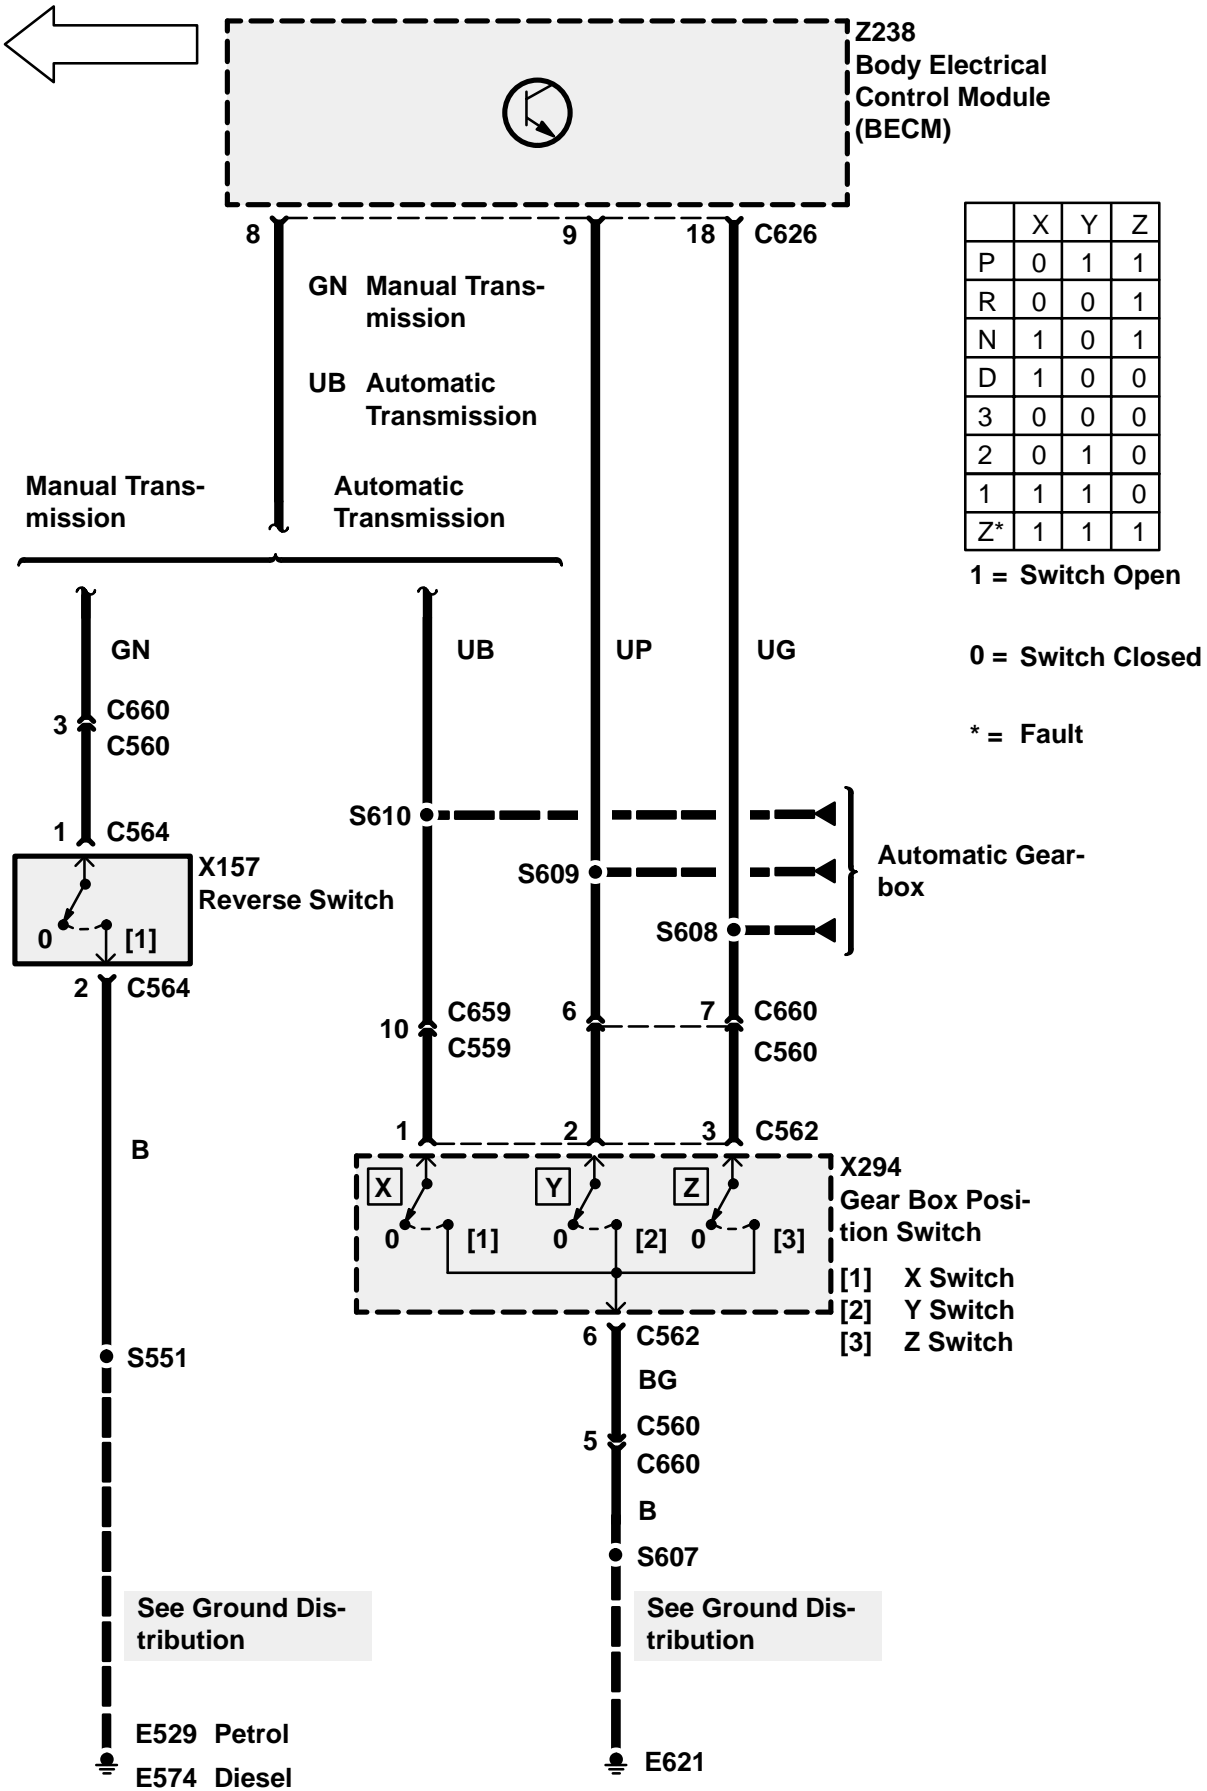 Z238
Body Electrical
Control Module
(BECM)
8
9
18
C626
GN Manual Trans-
mission
UB Automatic
Transmission
X Y Z
P 0 1 1
R 0 0 1
N 1 0 1
D 1 0 0
3 0 0 0
2 0 1 0
1 1 1 0
Z* 1 1 1
1 = Switch Open
0 = Switch Closed
* = Fault
Manual Trans-
mission
Automatic
Transmission
GN
UB
UP
UG
3
C660
C560
1
C564
X157
Reverse Switch
0
[1]
2
C564
S610
S609
S608
Automatic Gear-
box
10
C659
C559
6
7
C660
C560
B
1
2
3
C562
X
Y
Z
0
[1]
0
[2]
0
[3]
X294
Gear Box Posi-
tion Switch
[1] X Switch
[2] Y Switch
[3] Z Switch
6
C562
BG
5
C560
C660
B
S607
S551
See Ground Dis-
tribution
See Ground Dis-
tribution
E529 Petrol
E574 Diesel
E621